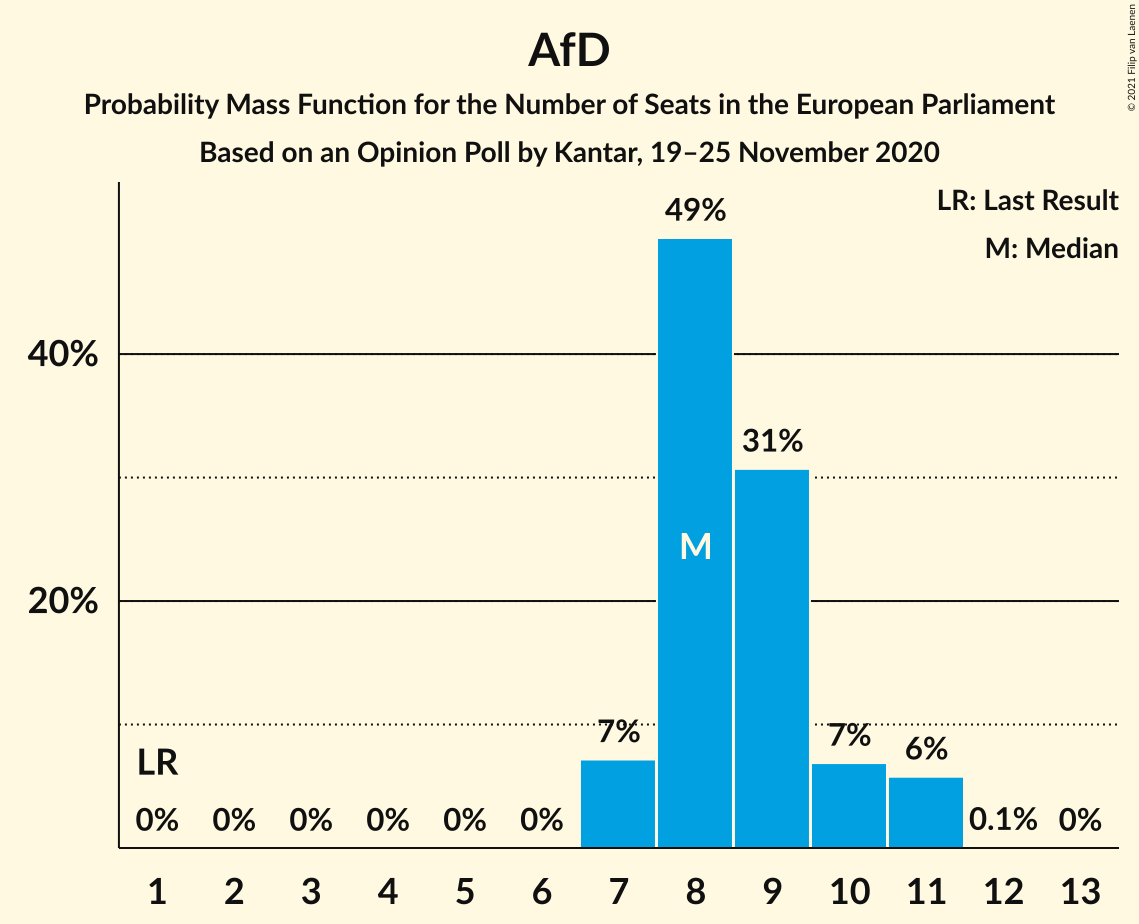 AfD
Probability Mass Function for the Number of Seats in the European Parliament
Based on an Opinion Poll by Kantar, 19–25 November 2020
© 2021 Filip van Laenen
LR: Last Result
M: Median
49%
40%
31%
M
20%
7%
7%
6%
LR
0%
0%
0%
0%
0%
0%
0.1%
0%
1 2 3 4 5 6 7 8 9 10 11 12 13